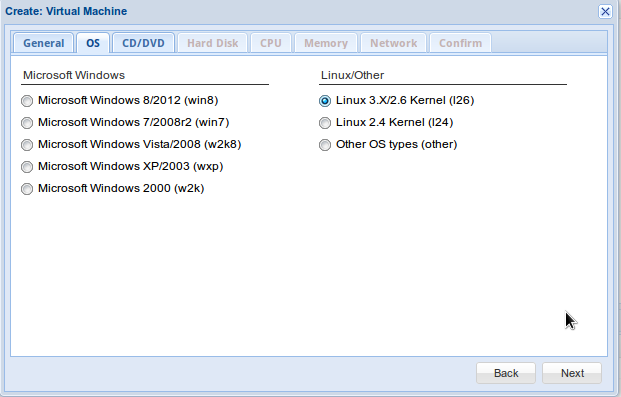 Create: Virtual Machine
General OS CD/DVD Hard Disk CPU Memory Network Confirm
Microsoft Windows
Microsoft Windows 8/2012 (win8)
Microsoft Windows 7/2008r2 (win7)
Microsoft Windows Vista/2008 (w2k8)
Microsoft Windows XP/2003 (wxp)
Microsoft Windows 2000 (w2k)
Linux/Other
Linux 3.X/2.6 Kernel (l26)
Linux 2.4 Kernel (l24)
Other OS types (other)
Back Next